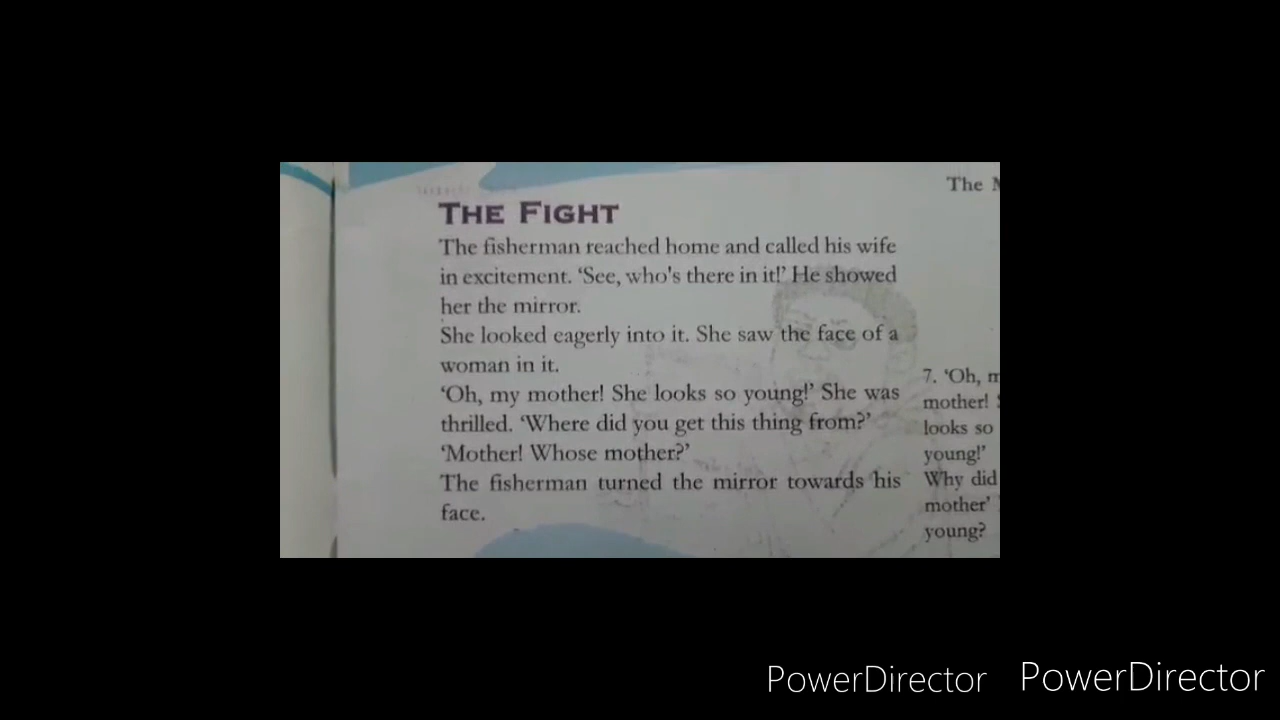 The
THE FIGHT
The fisherman reached home and called his wife
in excitement. ‘See, who's there in it!’ He showed
her the mirror.
She looked eagerly into it. She saw the face of a
woman in it.
‘Oh, my mother! She looks so young!’ She was
thrilled. ‘Where did you get this thing from?’
‘Mother! Whose mother?’
The fisherman turned the mirror towards his
face.
7. ‘Oh,
mother!
looks so
young!’
Why did
mother’
young?
PowerDirector PowerDirector